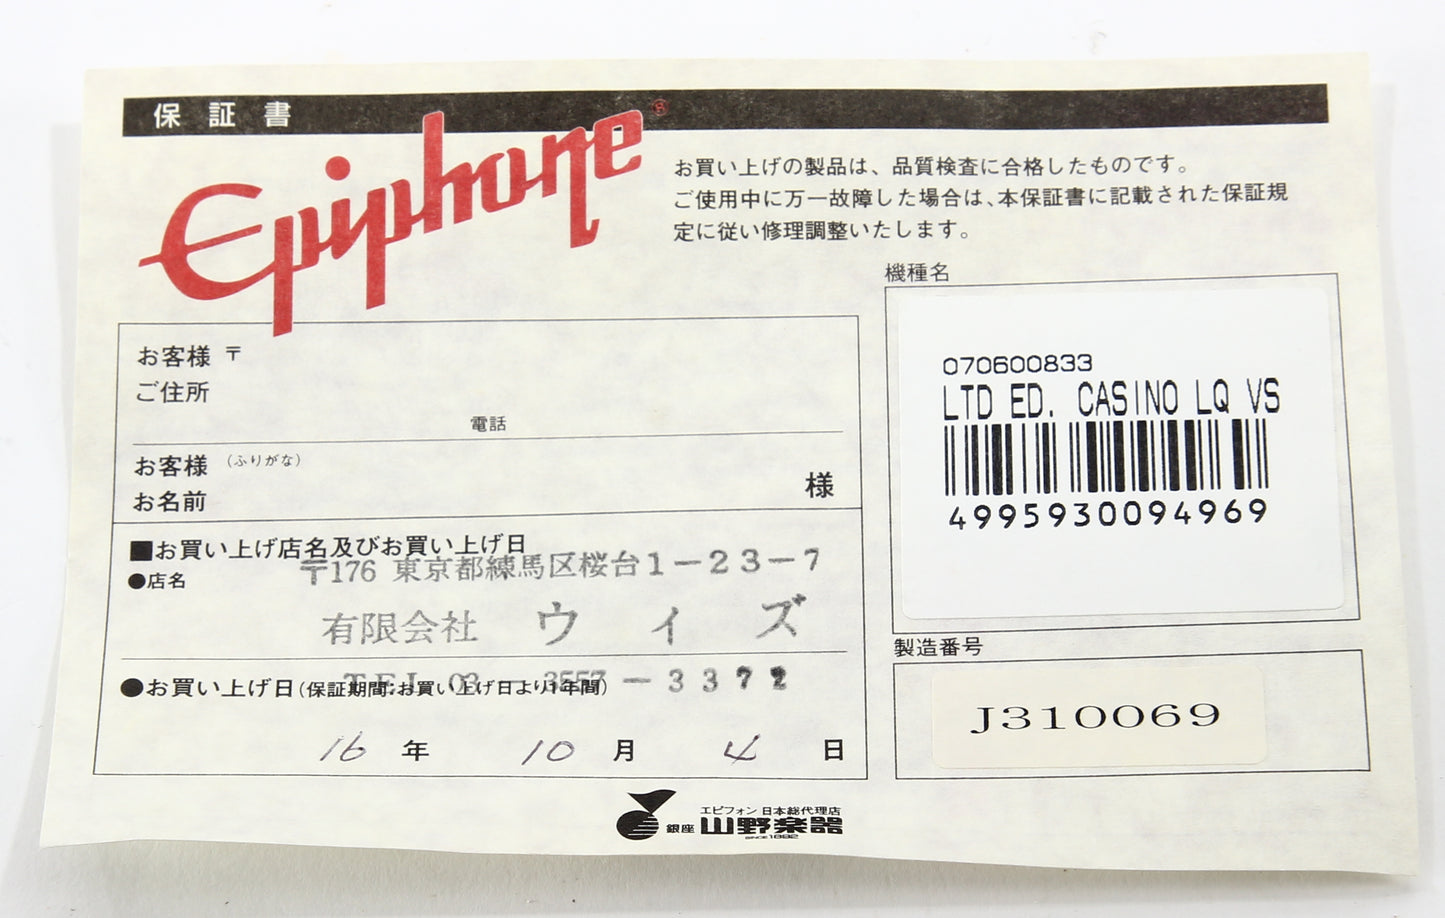 保証書
Epiphone®
お買い上げの製品は、品質検査に合格したものです。
ご使用中に万一故障した場合は、本保証書に記載された保証規
定に従い修理調整いたします。
機種名
070600833
LTD ED. CASINO LQ VS
4995930094969
製造番号
J310069
お客様 〒
ご住所
電話
お客様 (ふりがな)
お名前
様
■お買い上げ店名及びお買い上げ日
●店名
〒176 東京都練馬区桜台1-23-7
有限会社 ウィズ
TEL 03-3557-3372
●お買い上げ日(保証期間:お買い上げ日より1年間)
16 年 10 月 4 日
エピフォン 日本総代理店
銀座 山野楽器
SINCE 1892